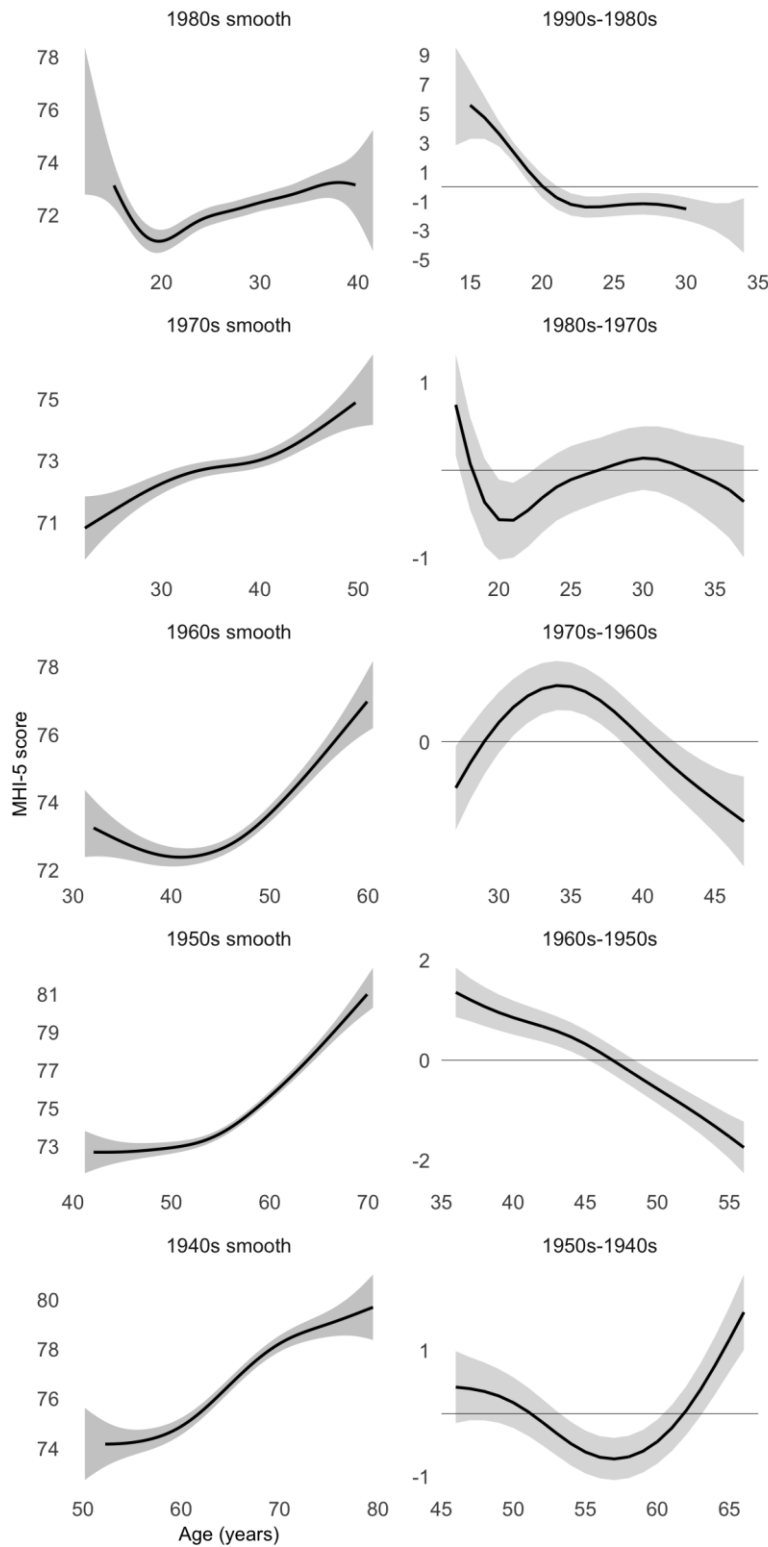 1980s smooth
1990s-1980s
78
76
74
72
20 30 40
9
7
5
3
1
-1
-3
-5
15 20 25 30 35
1970s smooth
1980s-1970s
75
73
71
30 40 50
1
-1
20 25 30 35
1960s smooth
1970s-1960s
MHI-5 score
78
76
74
72
30 40 50 60
0
30 35 40 45
1950s smooth
1960s-1950s
81
79
77
75
73
40 50 60 70
2
0
-2
35 40 45 50 55
1940s smooth
1950s-1940s
80
78
76
74
50 60 70 80
Age (years)
1
-1
45 50 55 60 65